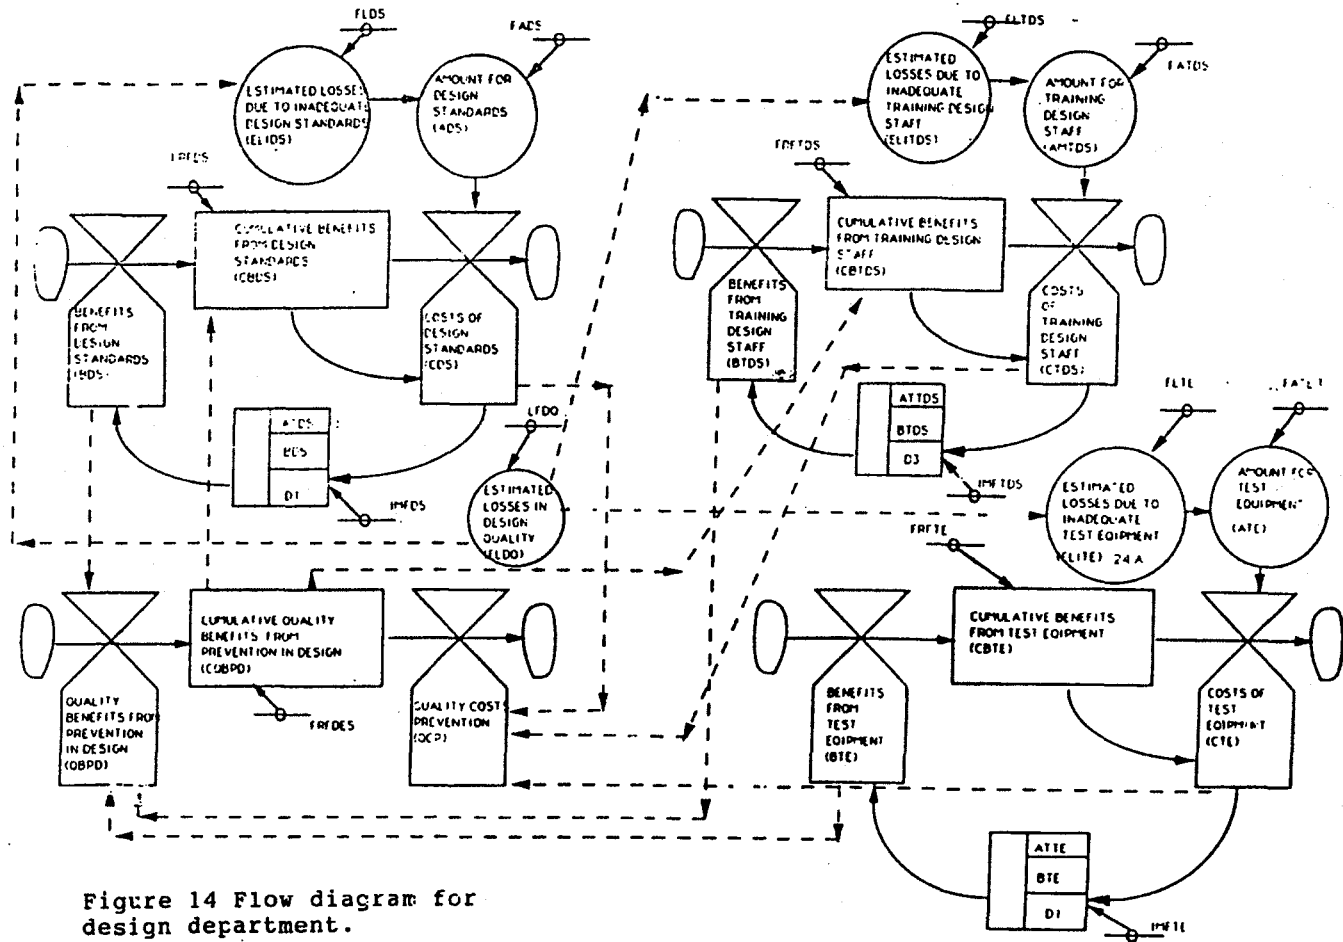 FLDS
FADS
ESTIMATED LOSSES
DUE TO INADEQUATE
DESIGN STANDARDS
(ELIDS)
AMOUNT FOR
DESIGN
STANDARDS
(ADS)
FRFDS
CUMULATIVE BENEFITS
FROM DESIGN
STANDARDS
(CBDS)
BENEFITS
FROM
DESIGN
STANDARDS
(BDS)
COSTS OF
DESIGN
STANDARDS
(CDS)
ATDS
BDS
D1
IMFDS
LFDQ
ESTIMATED
LOSSES IN
DESIGN
QUALITY
(ELDQ)
FLTDS
FATDS
ESTIMATED
LOSSES DUE TO
INADEQUATE
TRAINING DESIGN
STAFF
(ELITDS)
AMOUNT FOR
TRAINING
DESIGN
STAFF
(AMTDS)
FRFTDS
CUMULATIVE BENEFITS
FROM TRAINING DESIGN
STAFF
(CBTDS)
BENEFITS
FROM
TRAINING
DESIGN
STAFF
(BTDS)
COSTS
OF
TRAINING
DESIGN
STAFF
(CTDS)
ATTDS
BTDS
D3
IMFTDS
FLTE
ESTIMATED
LOSSES DUE TO
INADEQUATE
TEST EQIPMENT
(ELITE) 24 A
AMOUNT FOR
TEST
EQUIPMENT
(ATE)
FRFTE
CUMULATIVE QUALITY
BENEFITS FROM
PREVENTION IN DESIGN
(CQBPD)
FRFDES
QUALITY
BENEFITS FROM
PREVENTION
IN DESIGN
(QBPD)
QUALITY COST
PREVENTION
(QCP)
CUMULATIVE BENEFITS
FROM TEST EQIPMENT
(CBTE)
BENEFITS
FROM
TEST
EQIPMENT
(BTE)
COSTS OF
TEST
EQIPMENT
(CTE)
ATTE
BTE
D1
IMFTE
Figure 14 Flow diagram for
design department.